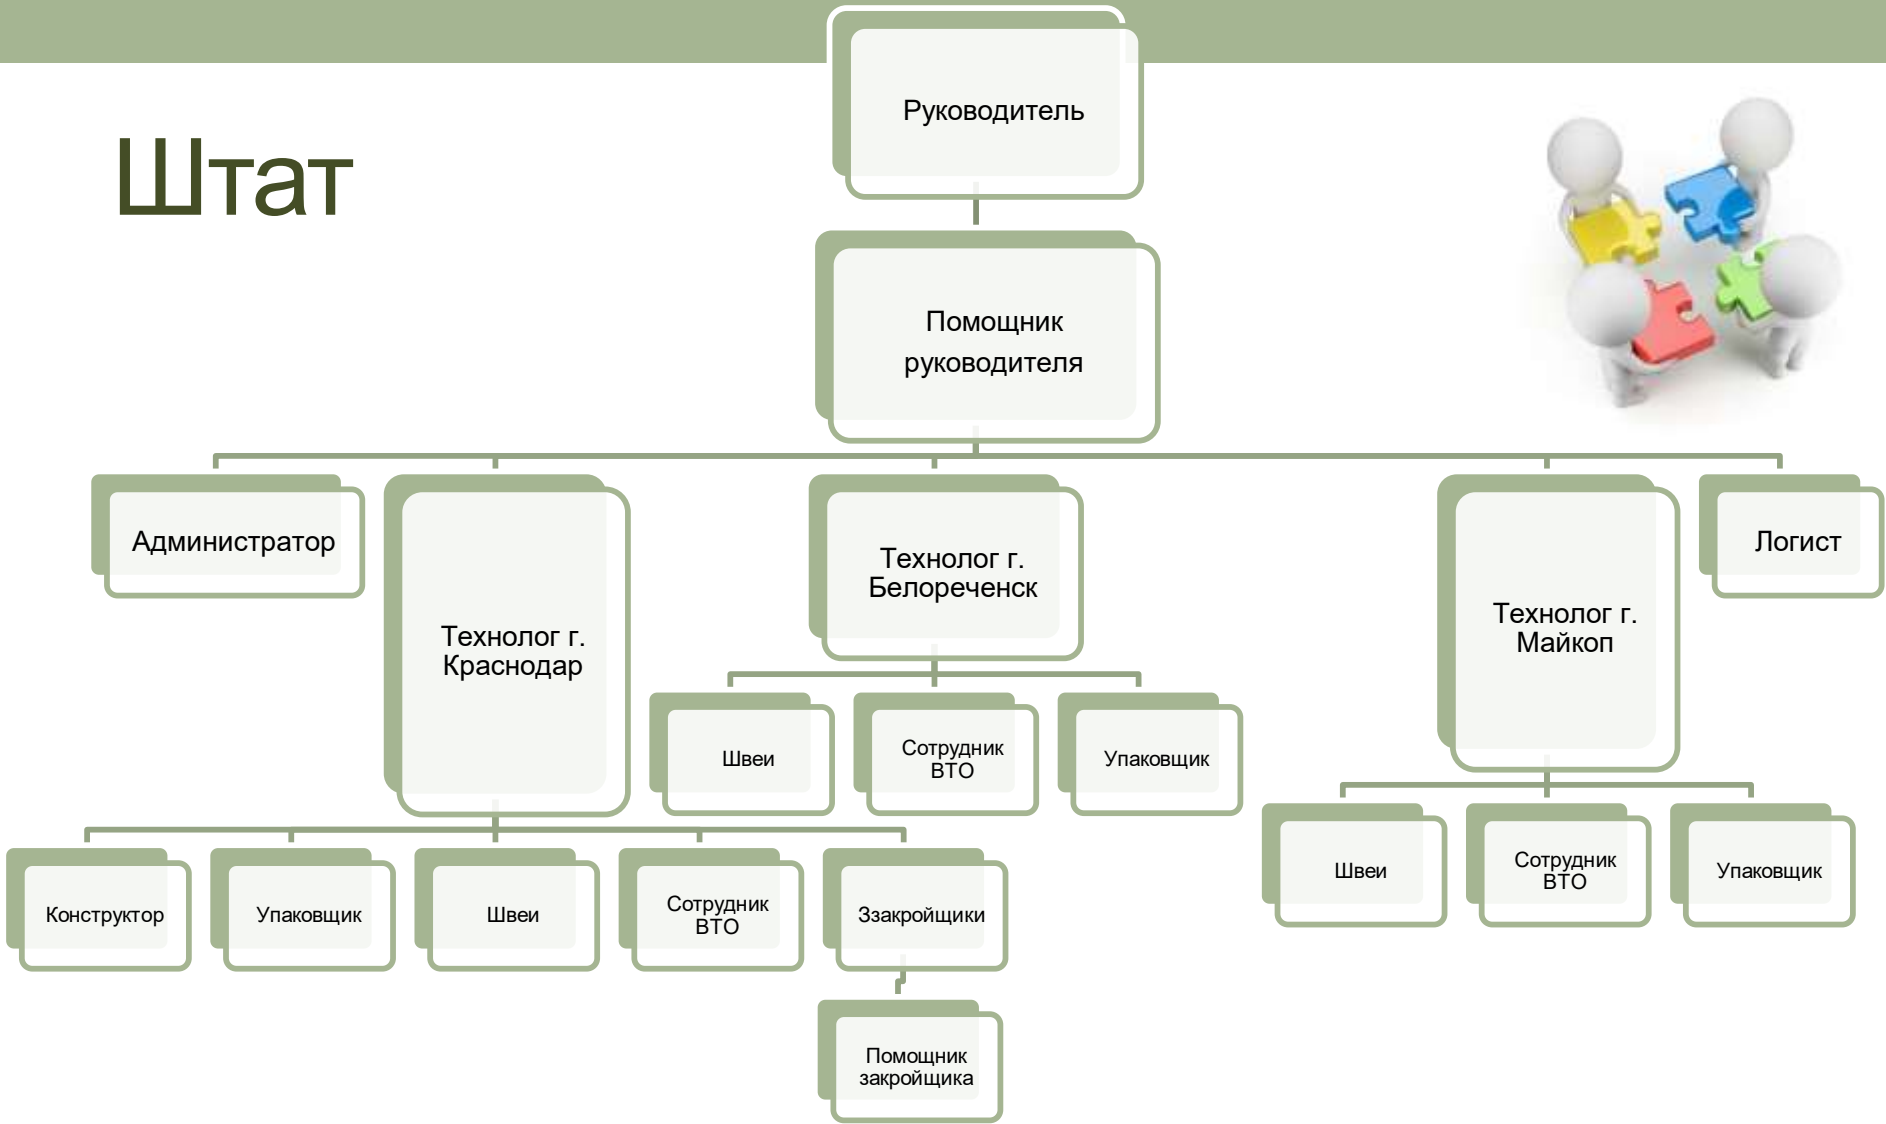 Штат
Руководитель
Помощник
руководителя
Администратор
Технолог г.
Краснодар
Технолог г.
Белореченск
Технолог г.
Майкоп
Логист
Швеи
Сотрудник
ВТО
Упаковщик
Швеи
Сотрудник
ВТО
Упаковщик
Конструктор
Упаковщик
Швеи
Сотрудник
ВТО
Ззакройщики
Помощник
закройщика